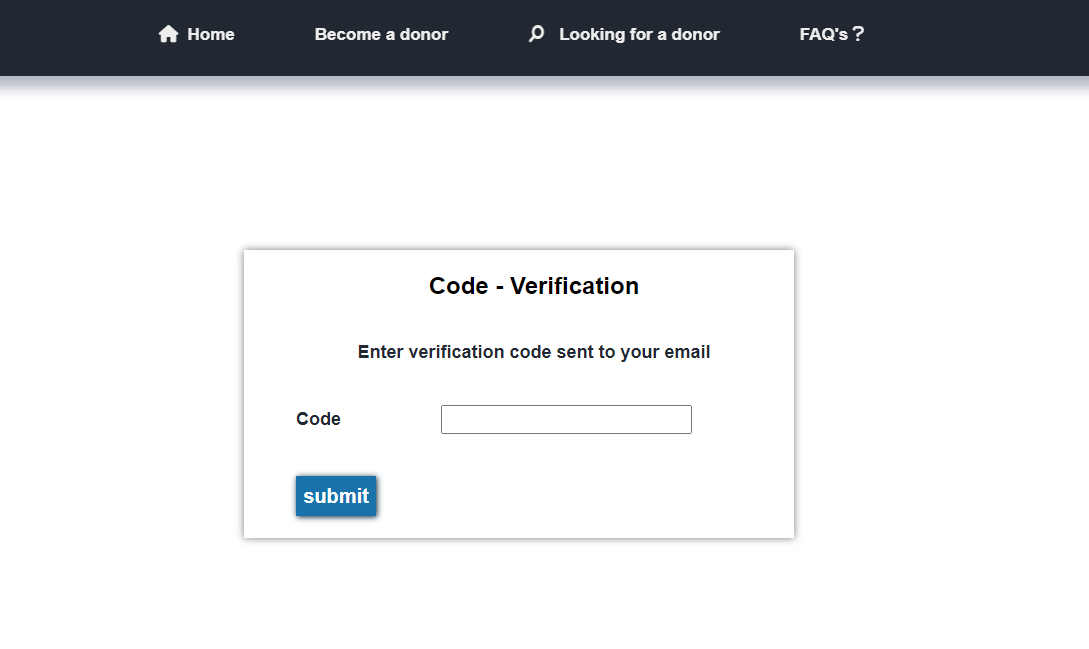 Home Become a donor Looking for a donor FAQ's ?
Code - Verification
Enter verification code sent to your email
Code
submit